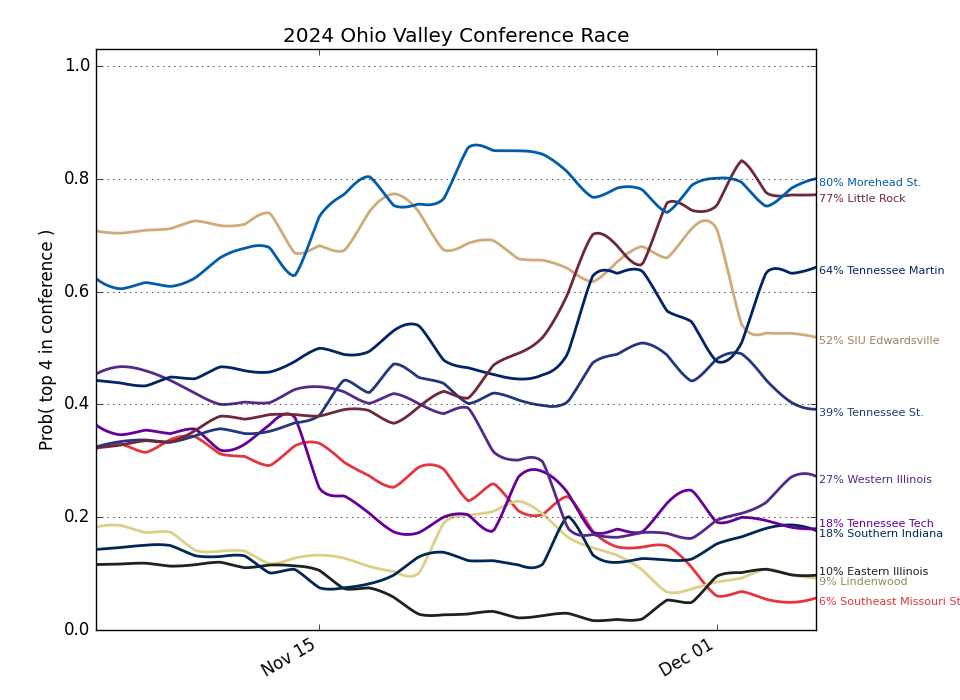 2024 Ohio Valley Conference Race
Prob( top 4 in conference )
1.0
0.8
0.6
0.4
0.2
0.0
Nov 15
Dec 01
80% Morehead St.
77% Little Rock
64% Tennessee Martin
52% SIU Edwardsville
39% Tennessee St.
27% Western Illinois
18% Tennessee Tech
18% Southern Indiana
10% Eastern Illinois
9% Lindenwood
6% Southeast Missouri St